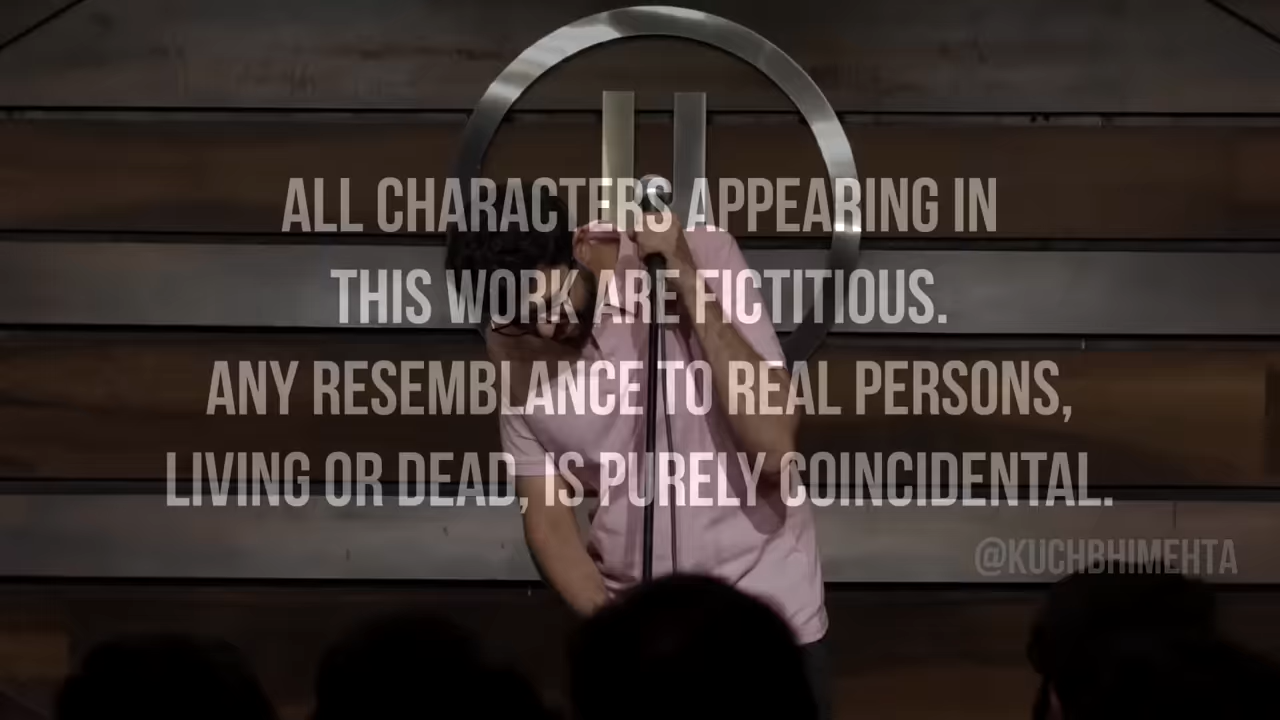 ALL CHARACTERS APPEARING IN
THIS WORK ARE FICTITIOUS.
ANY RESEMBLANCE TO REAL PERSONS,
LIVING OR DEAD, IS PURELY COINCIDENTAL.
@KUCHBHIMEHTA